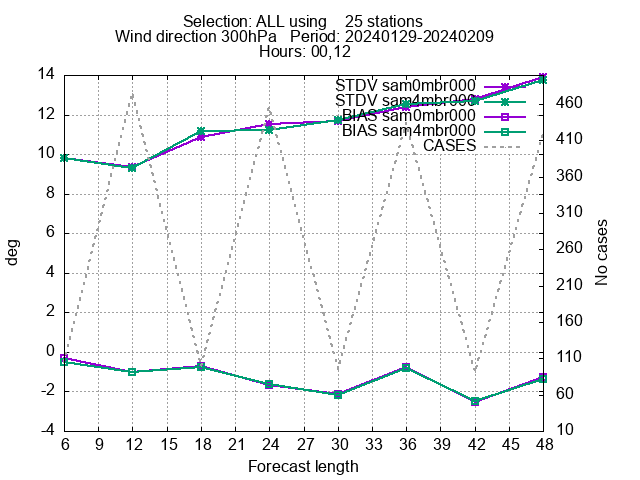 Selection: ALL using    25 stations
Wind direction 300hPa   Period: 20240129-20240209
Hours: 00,12
STDV sam0mbr000
STDV sam4mbr000
BIAS sam0mbr000
BIAS sam4mbr000
CASES
14
12
10
8
6
4
2
0
-2
-4
deg
460
410
360
310
260
210
160
110
60
10
No cases
6 9 12 15 18 21 24 27 30 33 36 39 42 45 48
Forecast length